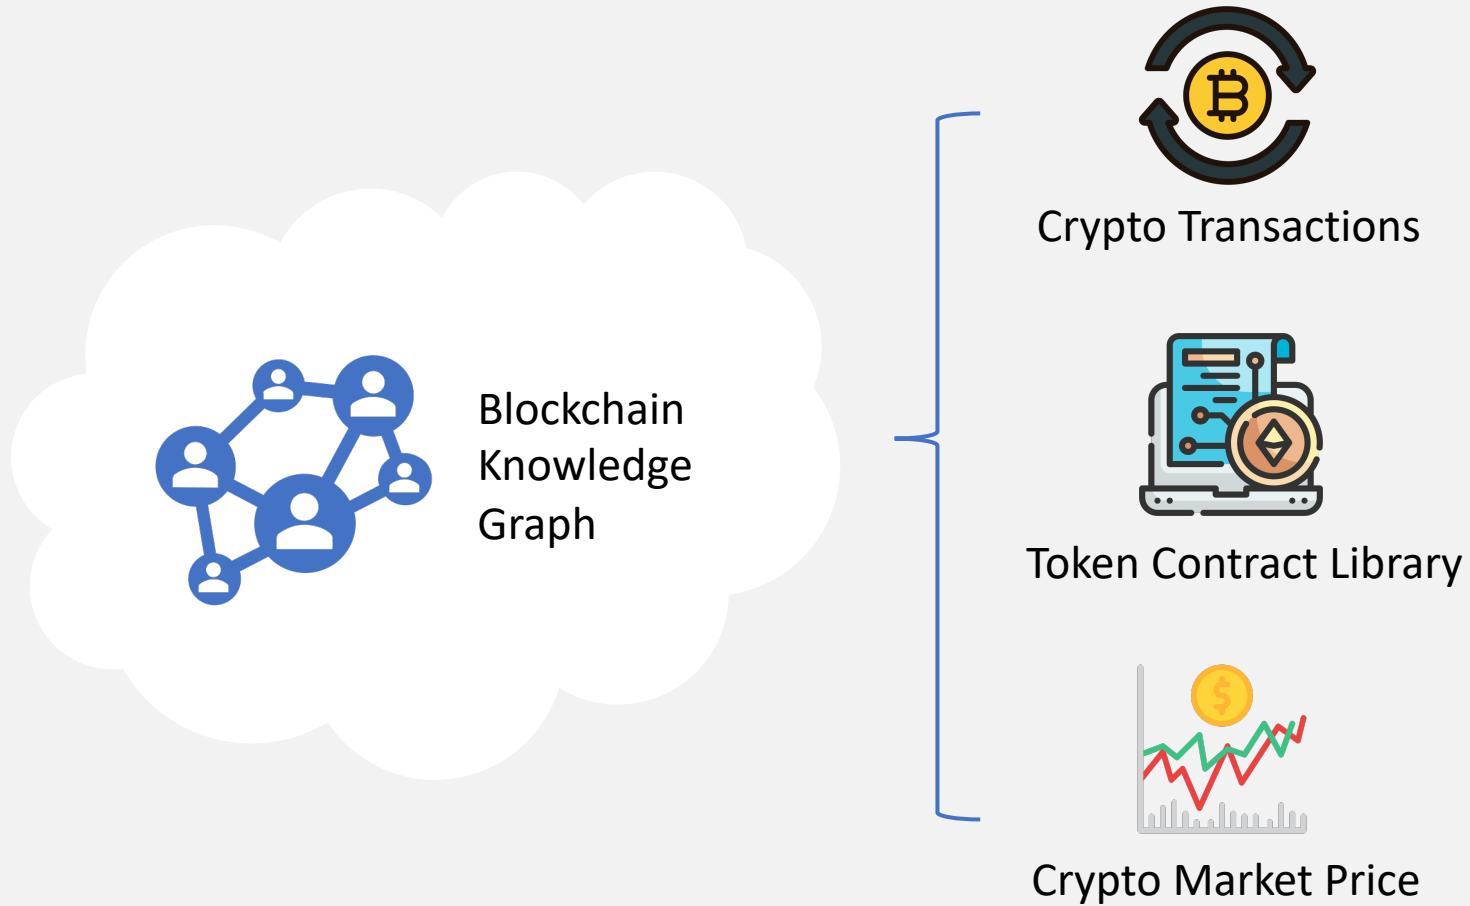 Blockchain
Knowledge
Graph
Crypto Transactions
Token Contract Library
Crypto Market Price